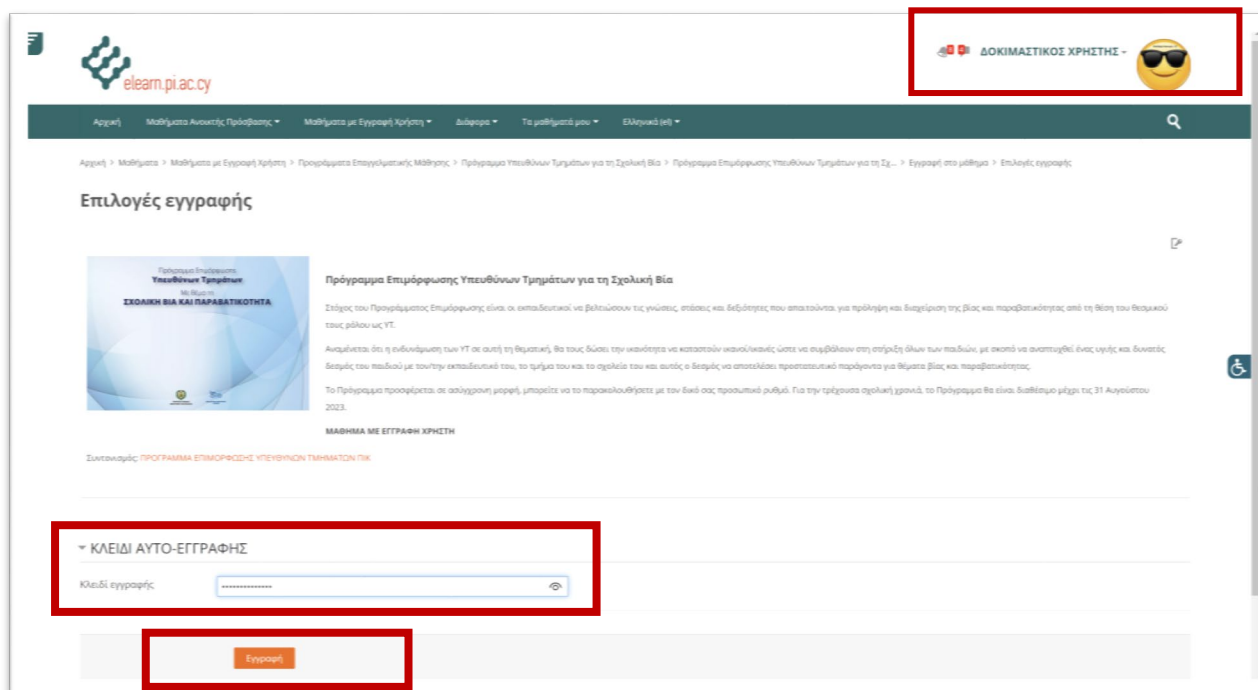 elearn.pi.ac.cy
ΔΟΚΙΜΑΣΤΙΚΟΣ ΧΡΗΣΤΗΣ
Αρχική Μαθήματα Ανοικτής Πρόσβασης Μαθήματα με Εγγραφή Χρήστη Διάφορα Τα μαθήματά μου Ελληνικά (el)
Αρχική > Μαθήματα > Μαθήματα με Εγγραφή Χρήστη > Προγράμματα Επαγγελματικής Μάθησης > Πρόγραμμα Υπευθύνων Τμημάτων για τη Σχολική Βία > Πρόγραμμα Επιμόρφωσης Υπευθύνων Τμημάτων για τη Σχ... > Εγγραφή στο μάθημα > Επιλογές εγγραφής
Επιλογές εγγραφής
Πρόγραμμα Επιμόρφωσης
Υπευθύνων Τμημάτων
Με θέμα τη
ΣΧΟΛΙΚΗ ΒΙΑ ΚΑΙ ΠΑΡΑΒΑΤΙΚΟΤΗΤΑ
Πρόγραμμα Επιμόρφωσης Υπευθύνων Τμημάτων για τη Σχολική Βία
Στόχος του Προγράμματος Επιμόρφωσης είναι οι εκπαιδευτικοί να βελτιώσουν τις γνώσεις, στάσεις και δεξιότητες που απαιτούνται για πρόληψη και διαχείριση της βίας και παραβατικότητας από τη θέση του θεσμικού
τους ρόλου ως ΥΤ.
Αναμένεται ότι η ενδυνάμωση των ΥΤ σε αυτή τη θεματική, θα τους δώσει την ικανότητα να καταστούν ικανοί/ικανές ώστε να συμβάλουν στη στήριξη όλων των παιδιών, με σκοπό να αναπτυχθεί ένας υγιής και δυνατός
δεσμός του παιδιού με τον/την εκπαιδευτικό του, το τμήμα του και το σχολεία του και αυτός ο δεσμός να αποτελέσει προστατευτικό παράγοντα για θέματα βίας και παραβατικότητας.
Το Πρόγραμμα προσφέρεται σε ασύγχρονη μορφή, μπορείτε να το παρακολουθήσετε με τον δικό σας προσωπικό ρυθμό. Για την τρέχουσα σχολική χρονιά, το Πρόγραμμα θα είναι διαθέσιμο μέχρι τις 31 Αυγούστου
2023.
ΜΑΘΗΜΑ ΜΕ ΕΓΓΡΑΦΗ ΧΡΗΣΤΗ
Συντονισμός: ΠΡΟΓΡΑΜΜΑ ΕΠΙΜΟΡΦΩΣΗΣ ΥΠΕΥΘΥΝΩΝ ΤΜΗΜΑΤΩΝ ΠΙΚ
ΚΛΕΙΔΙ ΑΥΤΟ-ΕΓΓΡΑΦΗΣ
Κλειδί εγγραφής
Εγγραφή